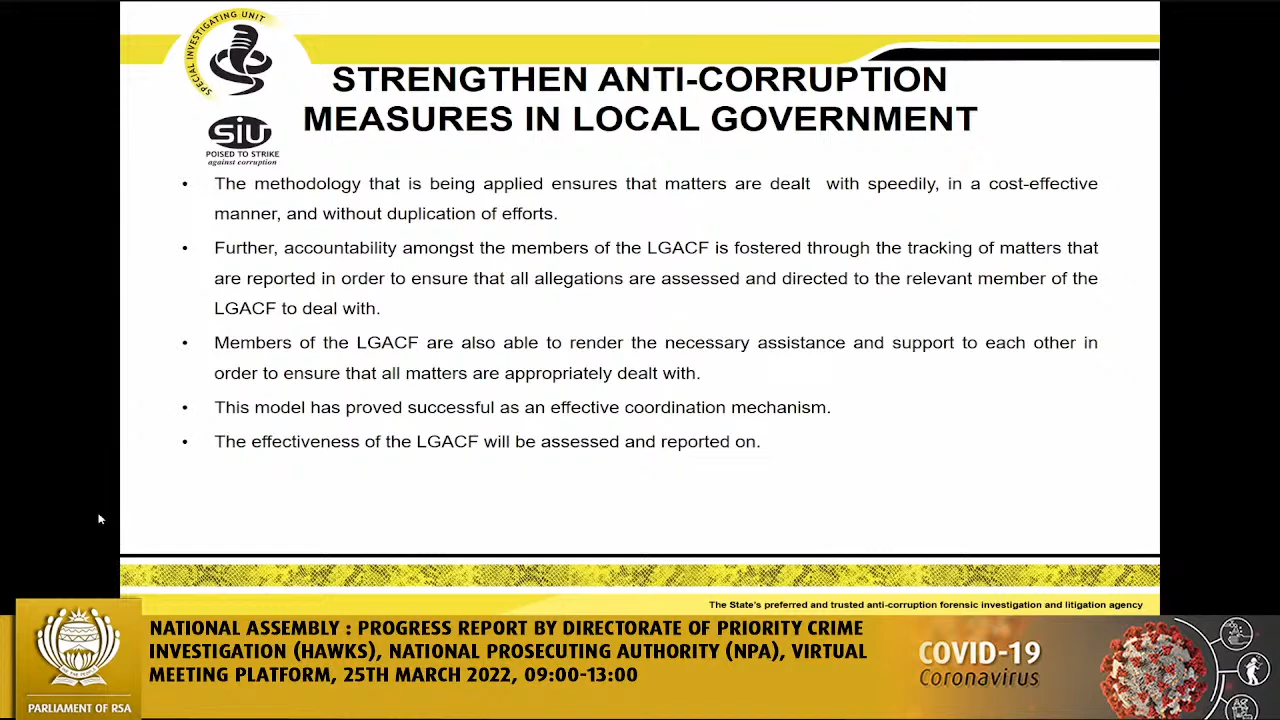 SPECIAL INVESTIGATING UNIT
SIU
POISED TO STRIKE
against corruption
STRENGTHEN ANTI-CORRUPTION
MEASURES IN LOCAL GOVERNMENT
• The methodology that is being applied ensures that matters are dealt with speedily, in a cost-effective
manner, and without duplication of efforts.
• Further, accountability amongst the members of the LGACF is fostered through the tracking of matters that
are reported in order to ensure that all allegations are assessed and directed to the relevant member of the
LGACF to deal with.
• Members of the LGACF are also able to render the necessary assistance and support to each other in
order to ensure that all matters are appropriately dealt with.
• This model has proved successful as an effective coordination mechanism.
• The effectiveness of the LGACF will be assessed and reported on.
The State's preferred and trusted anti-corruption forensic investigation and litigation agency
NATIONAL ASSEMBLY : PROGRESS REPORT BY DIRECTORATE OF PRIORITY CRIME
INVESTIGATION (HAWKS), NATIONAL PROSECUTING AUTHORITY (NPA), VIRTUAL
MEETING PLATFORM, 25TH MARCH 2022, 09:00-13:00
PARLIAMENT OF RSA
COVID-19
Coronavirus